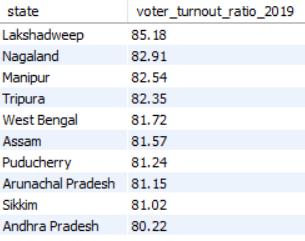 state voter_turnout_ratio_2019
Lakshadweep 85.18
Nagaland 82.91
Manipur 82.54
Tripura 82.35
West Bengal 81.72
Assam 81.57
Puducherry 81.24
Arunachal Pradesh 81.15
Sikkim 81.02
Andhra Pradesh 80.22